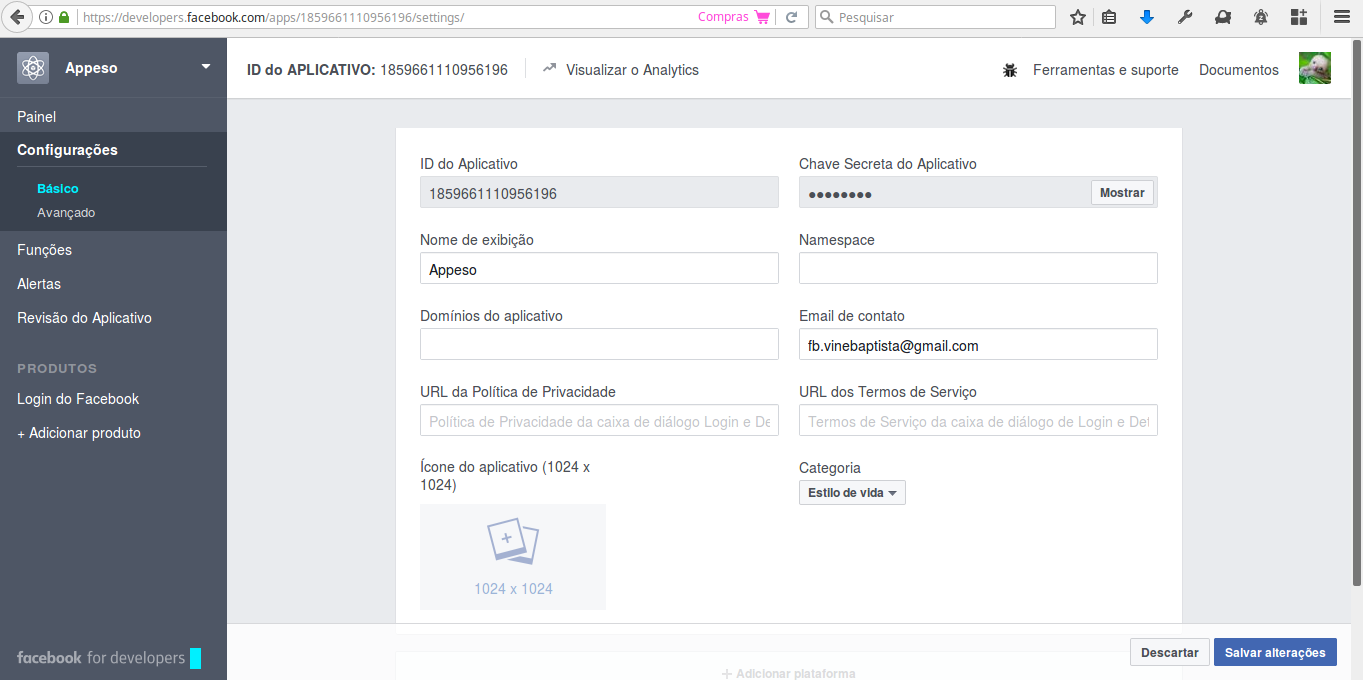 https://developers.facebook.com/apps/1859661110956196/settings/
Compras
Pesquisar
Appeso
ID do APLICATIVO: 1859661110956196
Visualizar o Analytics
Ferramentas e suporte
Documentos
Painel
Configurações
Básico
Avançado
Funções
Alertas
Revisão do Aplicativo
PRODUTOS
Login do Facebook
+ Adicionar produto
facebook for developers
ID do Aplicativo
1859661110956196
Chave Secreta do Aplicativo
●●●●●●●●
Mostrar
Nome de exibição
Appeso
Namespace
Domínios do aplicativo
Email de contato
fb.vinebaptista@gmail.com
URL da Política de Privacidade
Política de Privacidade da caixa de diálogo Login e De
URL dos Termos de Serviço
Termos de Serviço da caixa de diálogo de Login e Det
Ícone do aplicativo (1024 x
1024)
1024 x 1024
Categoria
Estilo de vida
+ Adicionar plataforma
Descartar
Salvar alterações